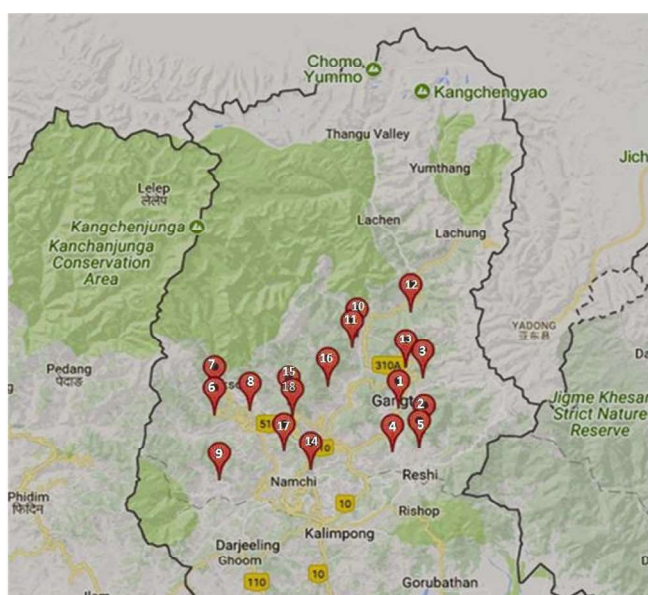 Chomo
Yummo
Kangchengyao
Thangu Valley
Jich
Yumthang
Lelep
लेलेप
Lachen
Kangchenjunga
Lachung
Kanchanjunga
Conservation
Area
12
10
11
YADONG
亚东县
13
3
7
15
16
310A
Pedang
पेदाङ
6
8
18
1
Gangt
2
Jigme Khesar
Strict Nature
Reserve
17
4
5
14
10
9
Namchi
Reshi
Phidim
फिदिम
10
Rishop
Kalimpong
Darjeeling
Ghoom
10
110
Gorubathan